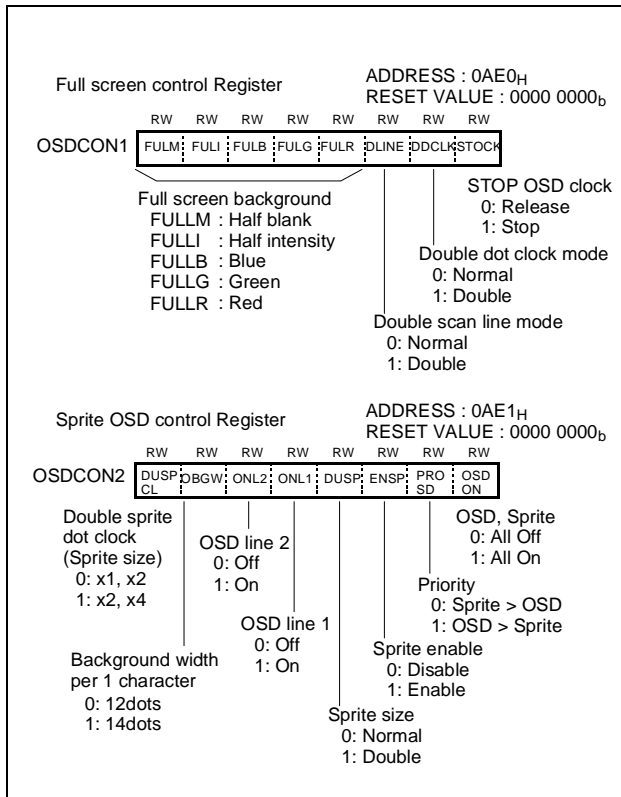 Full screen control Register
ADDRESS : 0AE0H
RESET VALUE : 0000 0000b
RW RW RW RW RW RW RW RW
OSDCON1 FULM FULI FULB FULG FULR DLINE DDCLK STOCK
Full screen background
FULLM : Half blank
FULLI : Half intensity
FULLB : Blue
FULLG : Green
FULLR : Red
STOP OSD clock
0: Release
1: Stop
Double dot clock mode
0: Normal
1: Double
Double scan line mode
0: Normal
1: Double
Sprite OSD control Register
ADDRESS : 0AE1H
RESET VALUE : 0000 0000b
RW RW RW RW RW RW RW RW
OSDCON2 DUSP CL OBGW ONL2 ONL1 DUSP ENSP PRO SD OSD ON
Double sprite
dot clock
(Sprite size)
0: x1, x2
1: x2, x4
Background width
per 1 character
0: 12dots
1: 14dots
OSD line 2
0: Off
1: On
OSD line 1
0: Off
1: On
OSD, Sprite
0: All Off
1: All On
Priority
0: Sprite > OSD
1: OSD > Sprite
Sprite enable
0: Disable
1: Enable
Sprite size
0: Normal
1: Double